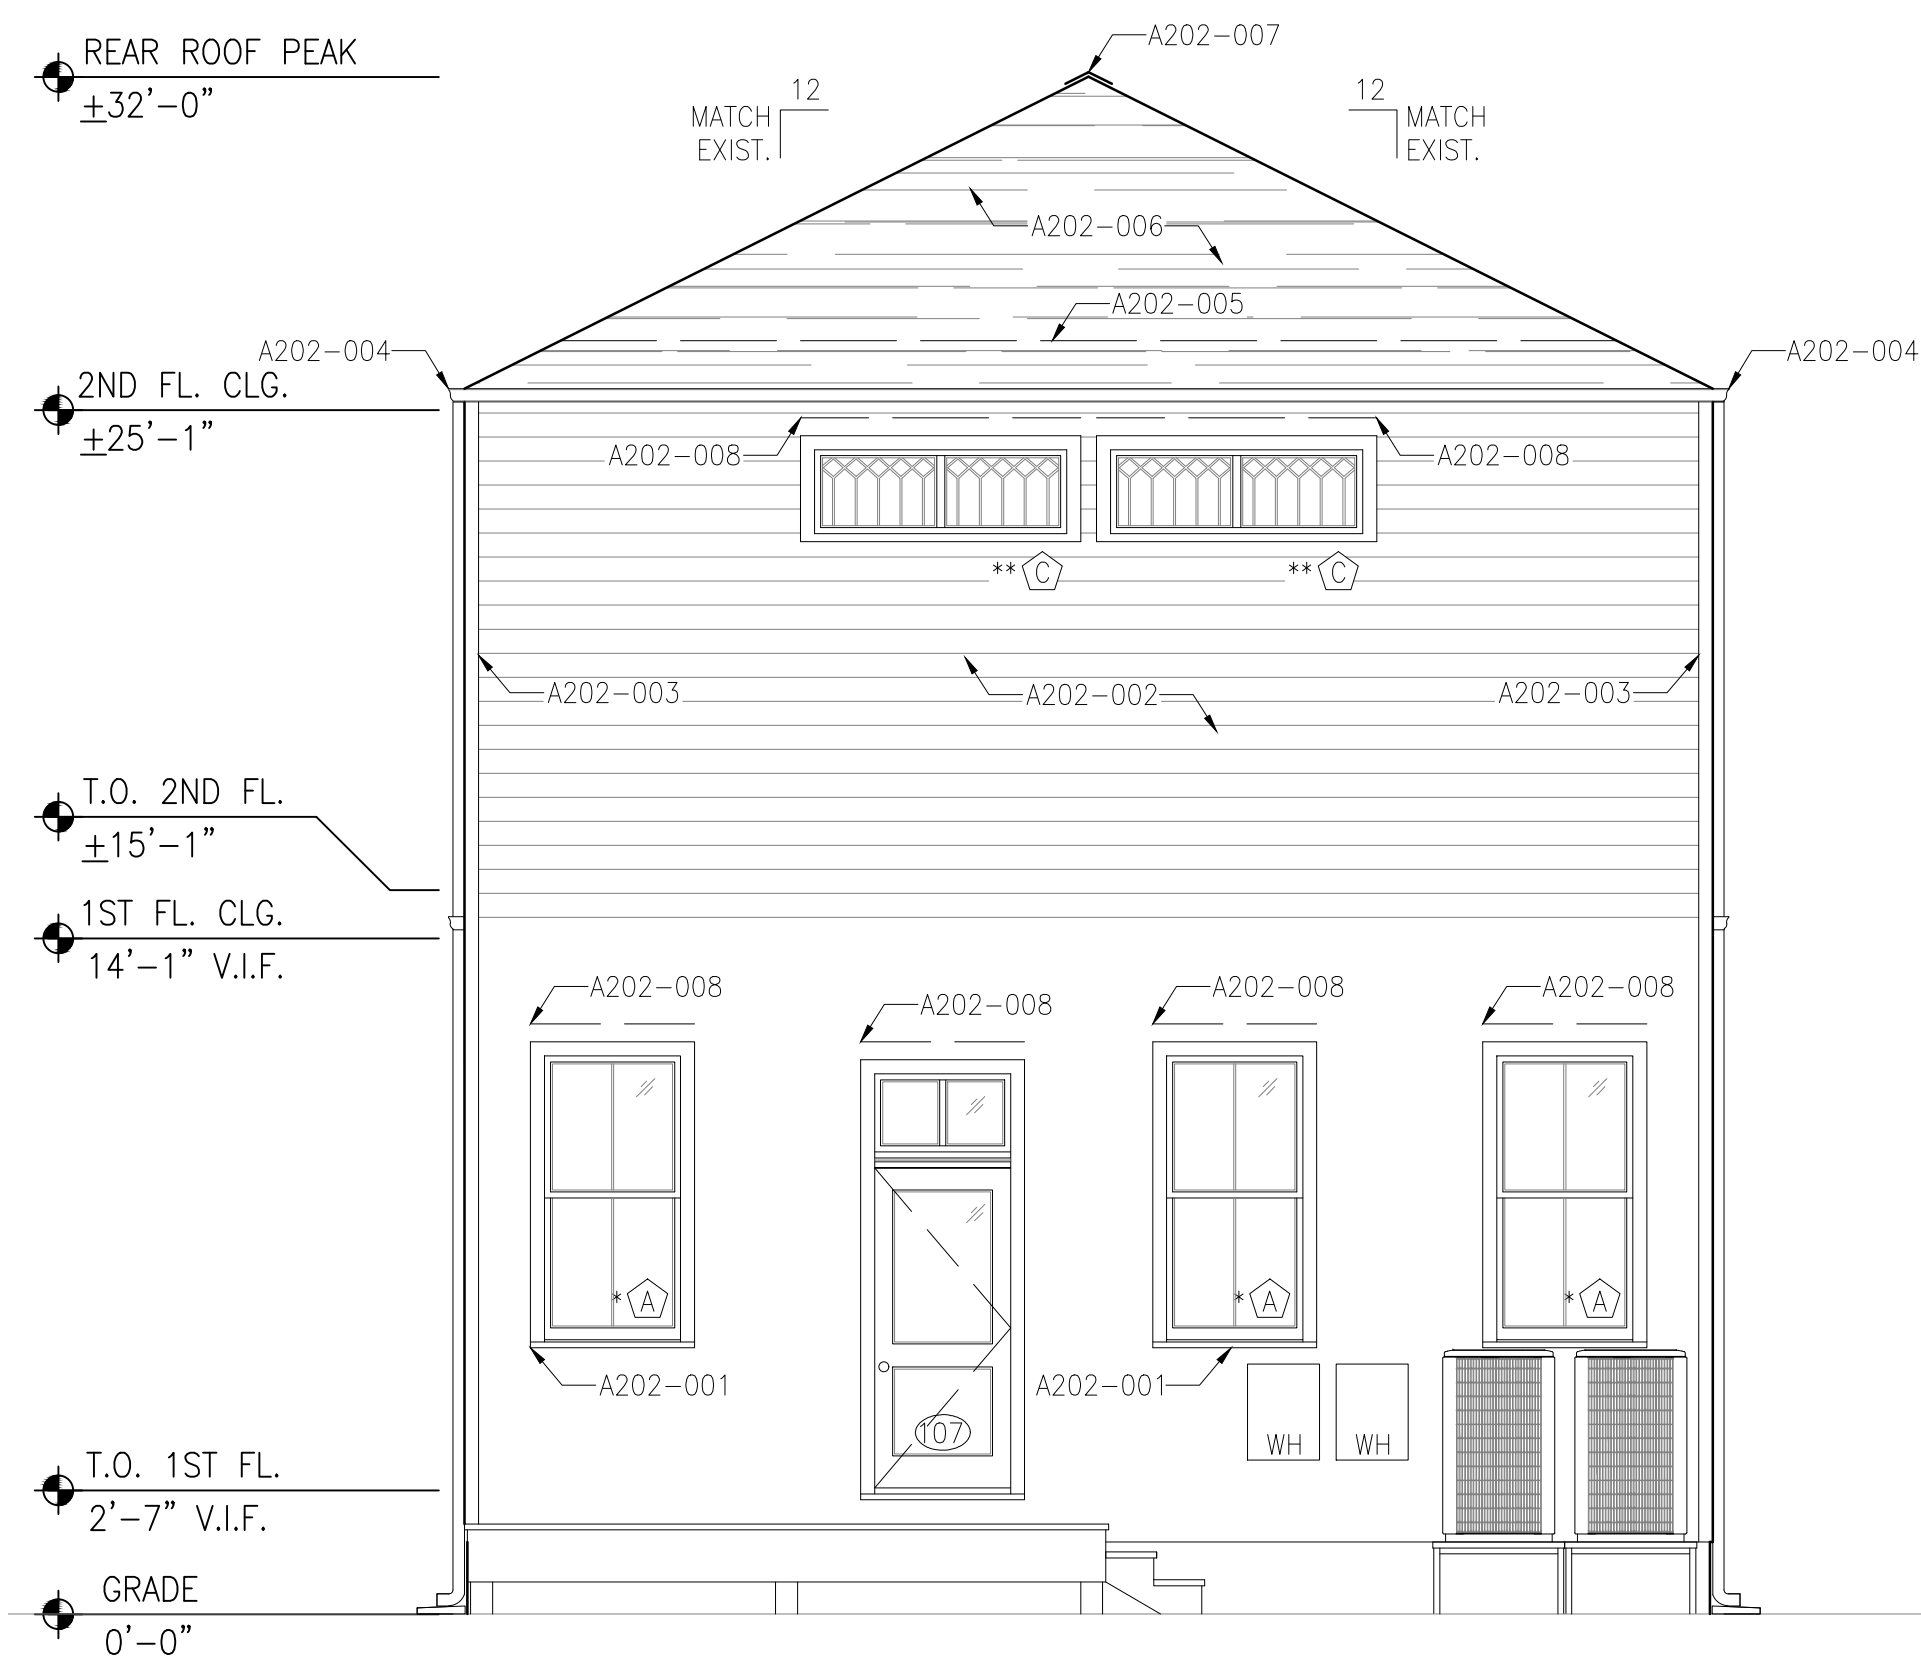 A202-007
REAR ROOF PEAK
±32'-0"
12
MATCH
EXIST.
12
MATCH
EXIST.
A202-006
A202-005
A202-004
A202-004
2ND FL. CLG.
±25'-1"
A202-008
A202-008
** C
** C
A202-003
A202-002
A202-003
T.O. 2ND FL.
±15'-1"
1ST FL. CLG.
14'-1" V.I.F.
A202-008
A202-008
A202-008
A202-008
* A
* A
* A
A202-001
A202-001
107
WH
WH
T.O. 1ST FL.
2'-7" V.I.F.
GRADE
0'-0"